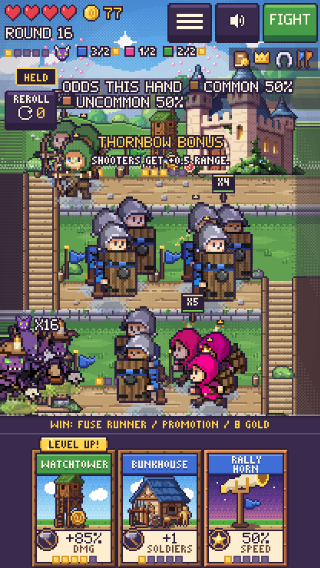 77
FIGHT
ROUND 16
3/2 1/2 2/2
HELD
REROLL
0
ODDS THIS HAND COMMON 50%
UNCOMMON 50%
THORNBOW BONUS
SHOOTERS GET +0.5 RANGE
X4
X5
X16
WIN: FUSE RUNNER / PROMOTION / 8 GOLD
LEVEL UP!
WATCHTOWER
+85%
DMG
BUNKHOUSE
+1
SOLDIERS
RALLY
HORN
50%
SPEED